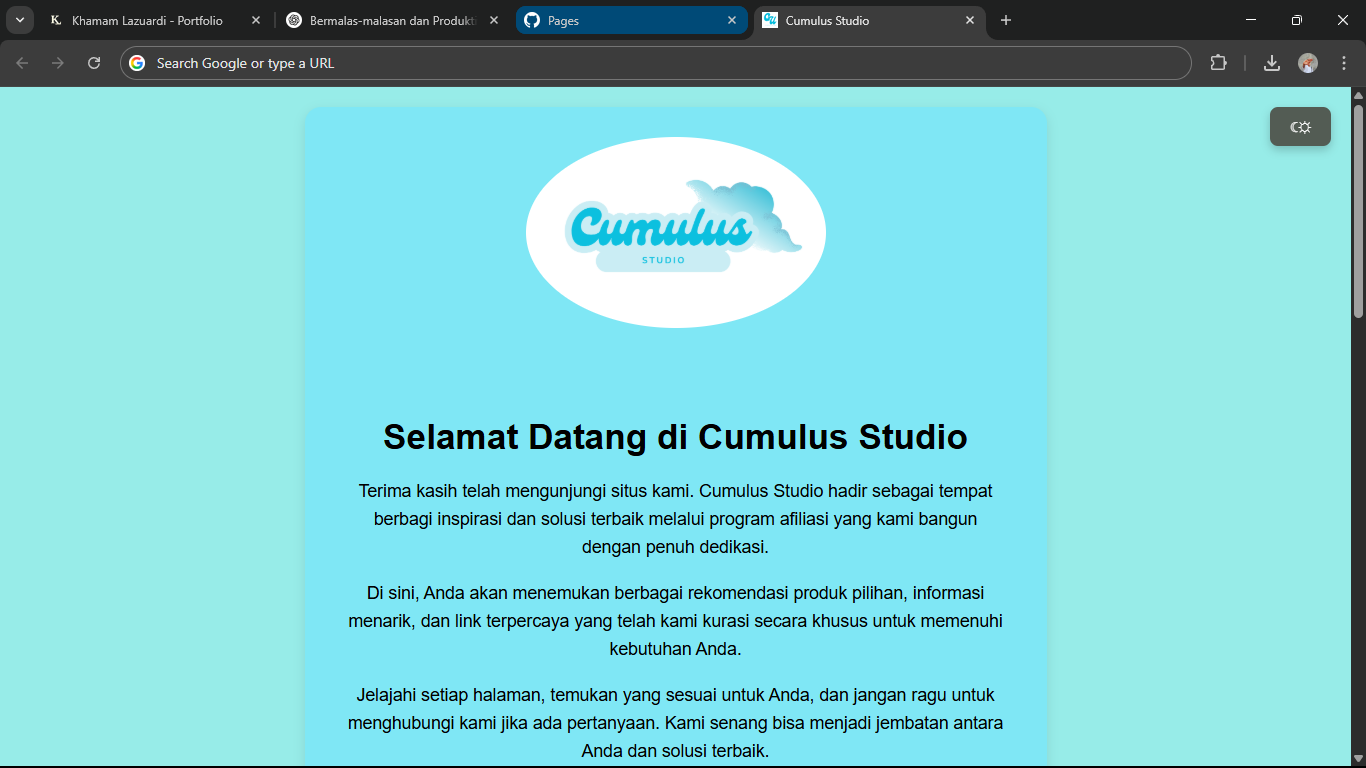 Khamam Lazuardi - Portfolio
Bermalas-malasan dan Produkti
Pages
Cumulus Studio
Search Google or type a URL
Cumulus
STUDIO
Selamat Datang di Cumulus Studio
Terima kasih telah mengunjungi situs kami. Cumulus Studio hadir sebagai tempat
berbagi inspirasi dan solusi terbaik melalui program afiliasi yang kami bangun
dengan penuh dedikasi.
Di sini, Anda akan menemukan berbagai rekomendasi produk pilihan, informasi
menarik, dan link terpercaya yang telah kami kurasi secara khusus untuk memenuhi
kebutuhan Anda.
Jelajahi setiap halaman, temukan yang sesuai untuk Anda, dan jangan ragu untuk
menghubungi kami jika ada pertanyaan. Kami senang bisa menjadi jembatan antara
Anda dan solusi terbaik.